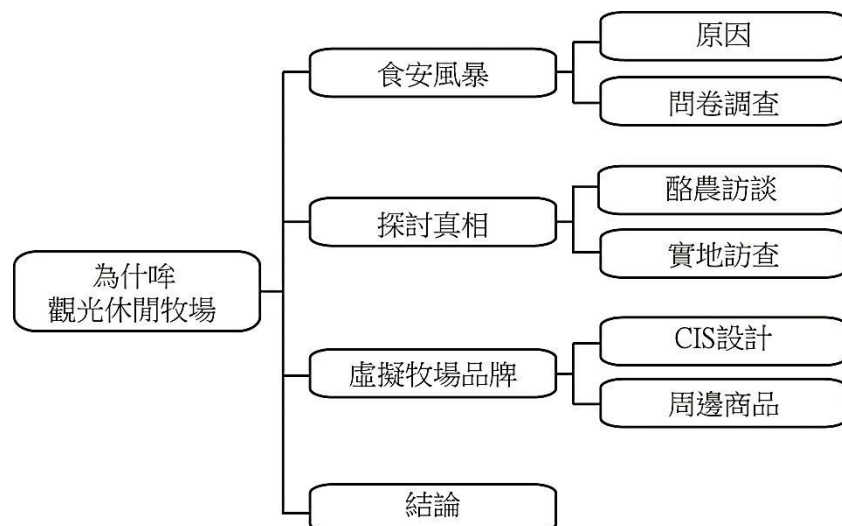 為什哞
觀光休閒牧場
食安風暴
原因
問卷調查
探討真相
酪農訪談
實地訪查
虛擬牧場品牌
CIS設計
周邊商品
結論